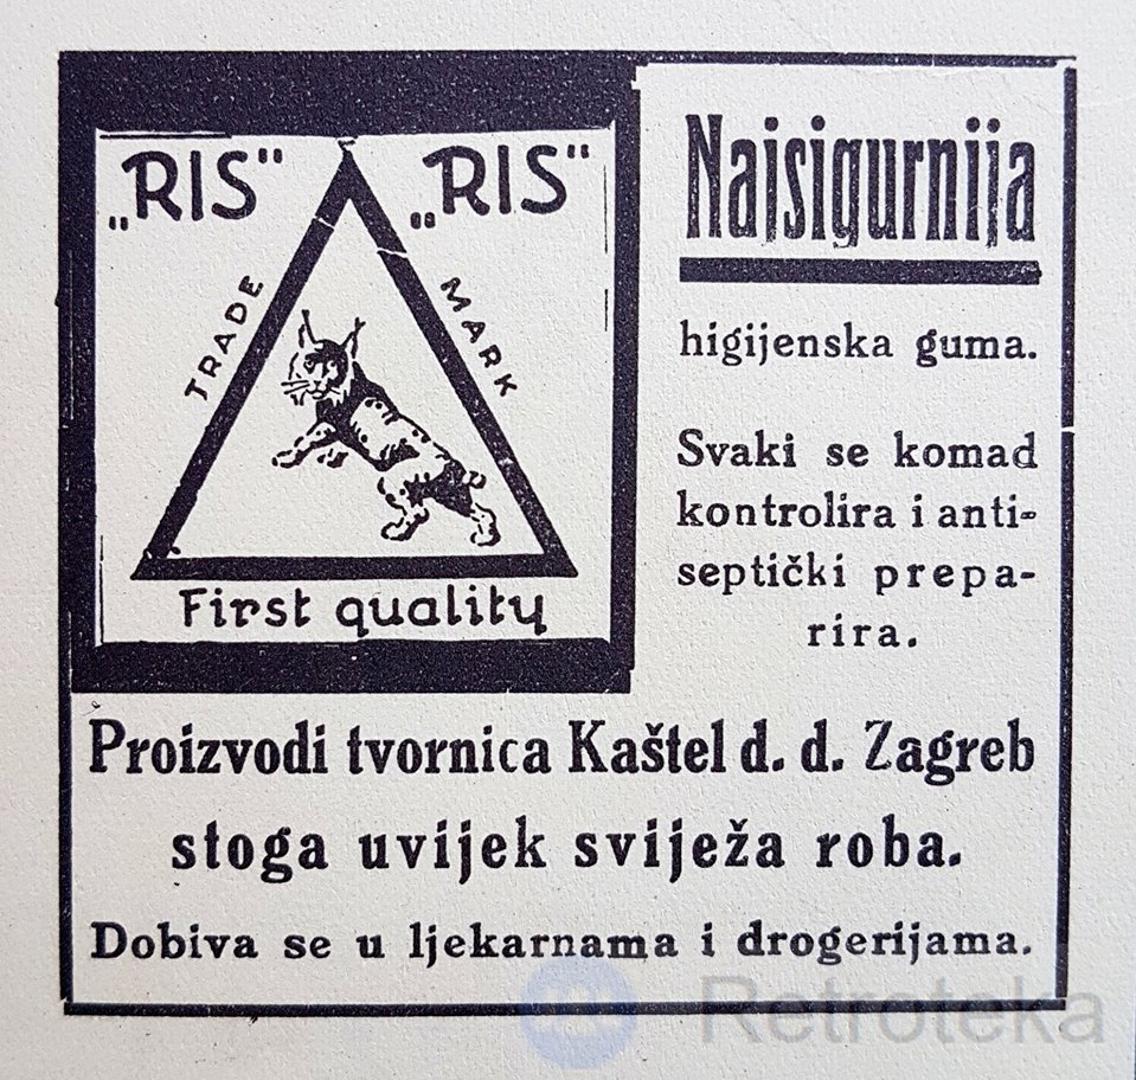 „RIS“ „RIS“
TRADE MARK
First quality
Najsigurnija
higijenska guma.
Svaki se komad
kontrolira i anti-
septički prepa-
rira.
Proizvodi tvornica Kaštel d. d. Zagreb
stoga uvijek sviježa roba.
Dobiva se u ljekarnama i drogerijama.
Retroteka